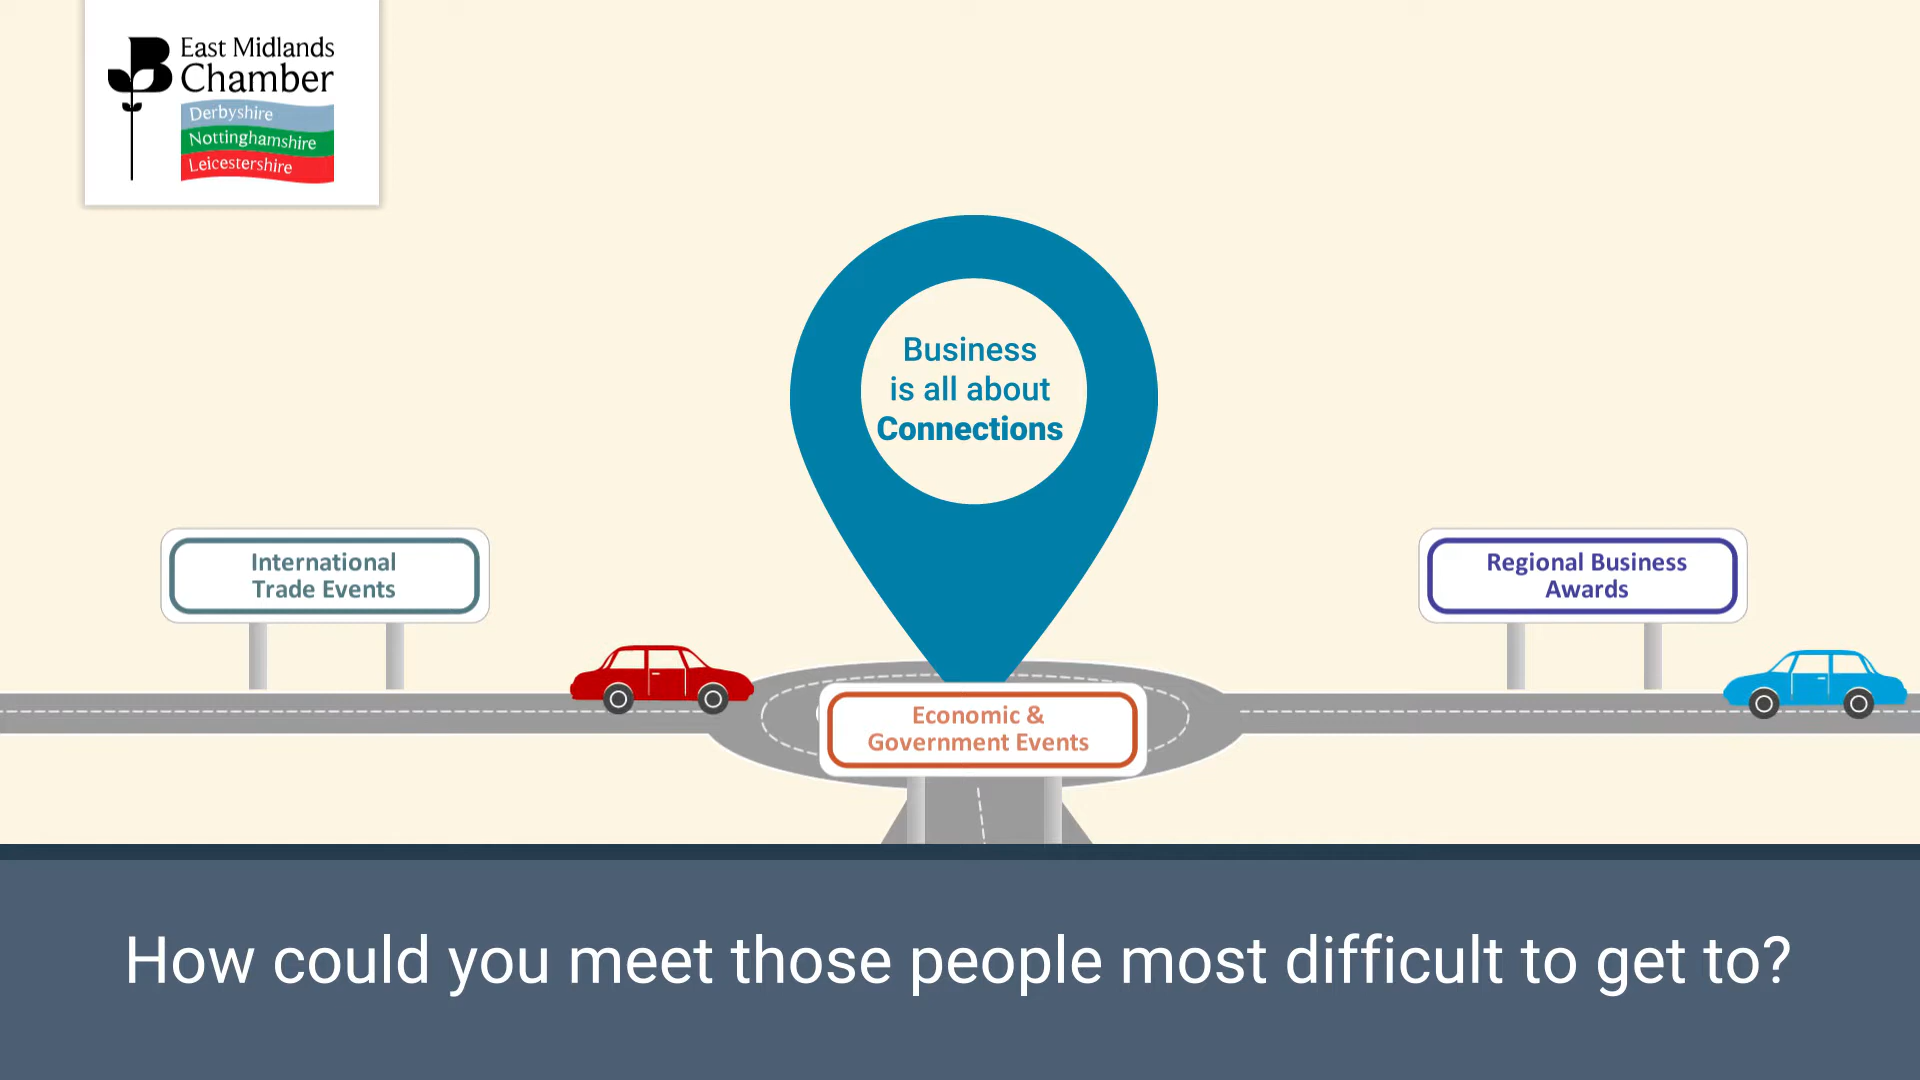 East Midlands
Chamber
Derbyshire
Nottinghamshire
Leicestershire
Business
is all about
Connections
International
Trade Events
Regional Business
Awards
Economic &
Government Events
How could you meet those people most difficult to get to?